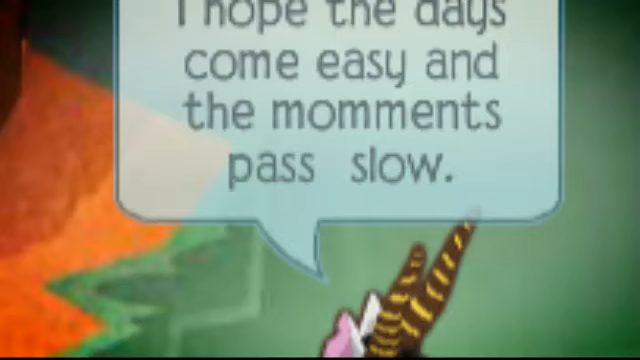 I hope the days
come easy and
the momments
pass slow.